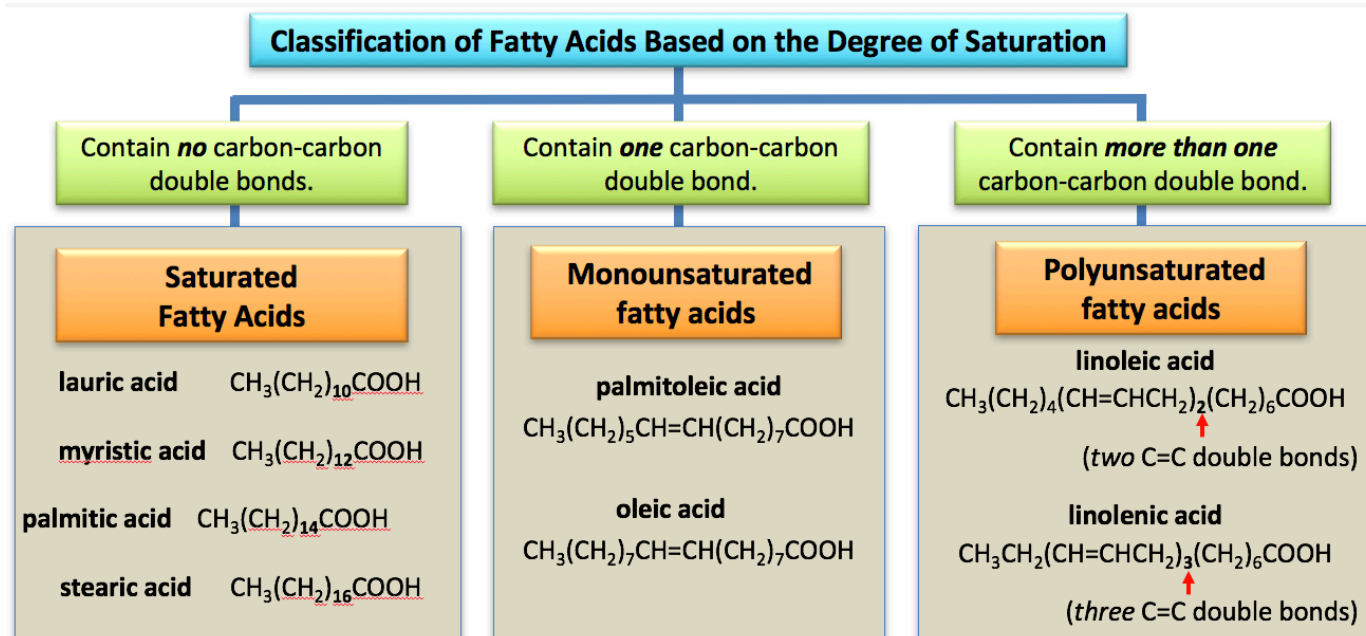 Classification of Fatty Acids Based on the Degree of Saturation
Contain no carbon-carbon
double bonds.
Saturated
Fatty Acids
lauric acid CH₃(CH₂)₁₀COOH
myristic acid CH₃(CH₂)₁₂COOH
palmitic acid CH₃(CH₂)₁₄COOH
stearic acid CH₃(CH₂)₁₆COOH
Contain one carbon-carbon
double bond.
Monounsaturated
fatty acids
palmitoleic acid
CH₃(CH₂)₅CH=CH(CH₂)₇COOH
oleic acid
CH₃(CH₂)₇CH=CH(CH₂)₇COOH
Contain more than one
carbon-carbon double bond.
Polyunsaturated
fatty acids
linoleic acid
CH₃(CH₂)₄(CH=CHCH₂)₂(CH₂)₆COOH
(two C=C double bonds)
linolenic acid
CH₃CH₂(CH=CHCH₂)₃(CH₂)₆COOH
(three C=C double bonds)